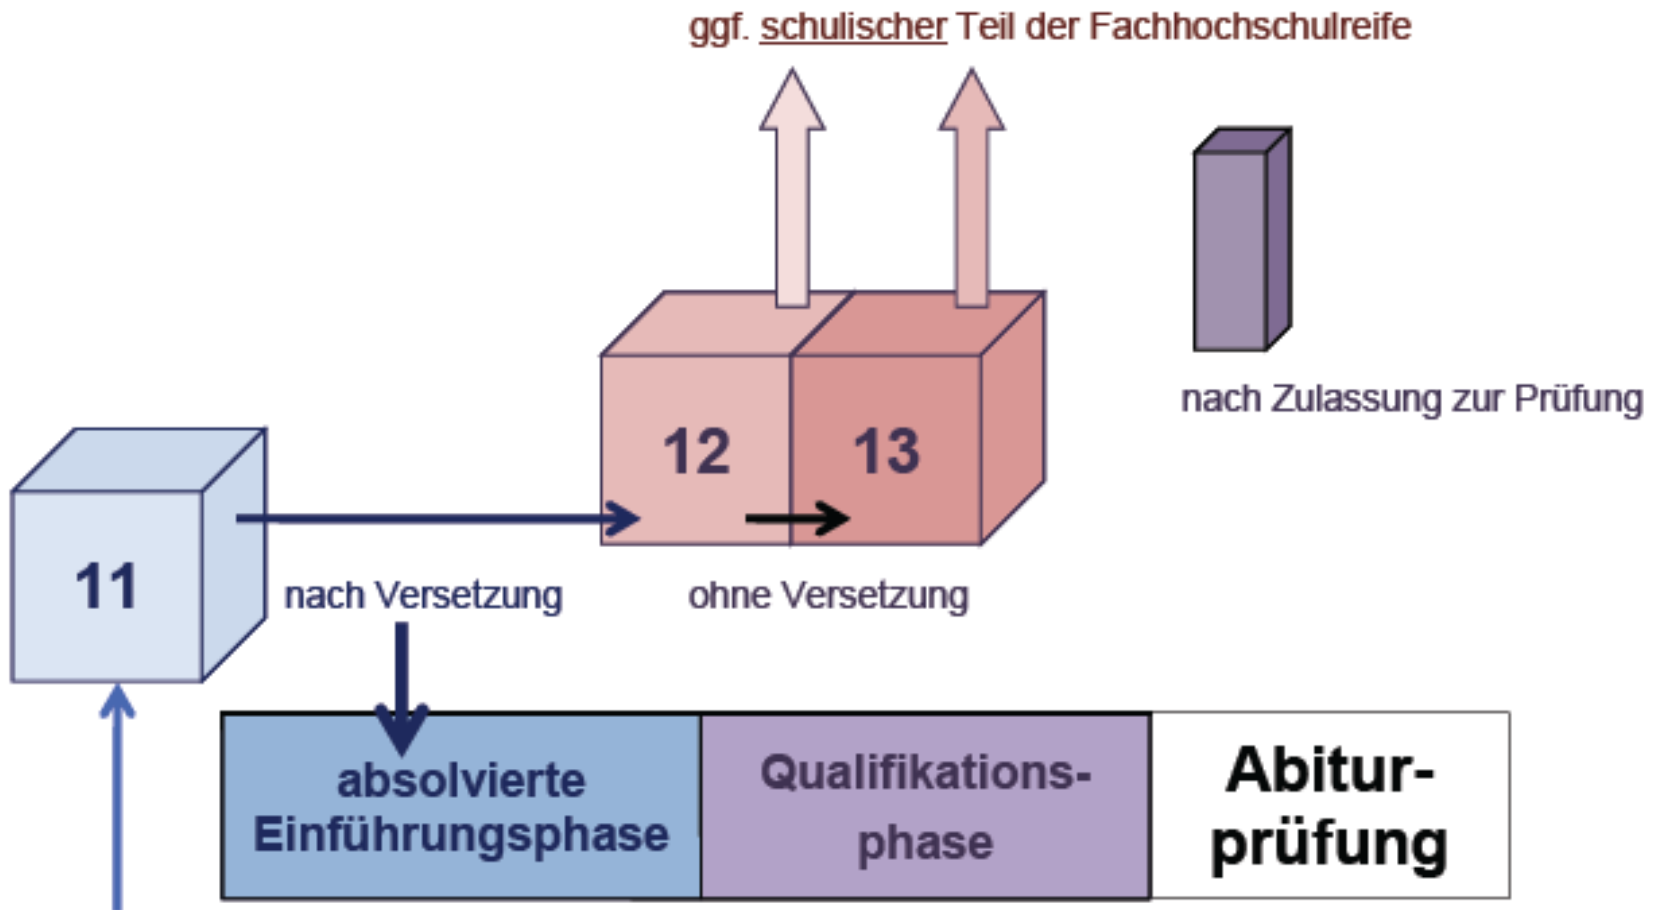 ggf. schulischer Teil der Fachhochschulreife
nach Zulassung zur Prüfung
12
13
11
nach Versetzung
ohne Versetzung
absolvierte
Einführungsphase
Qualifikations-
phase
Abitur-
prüfung